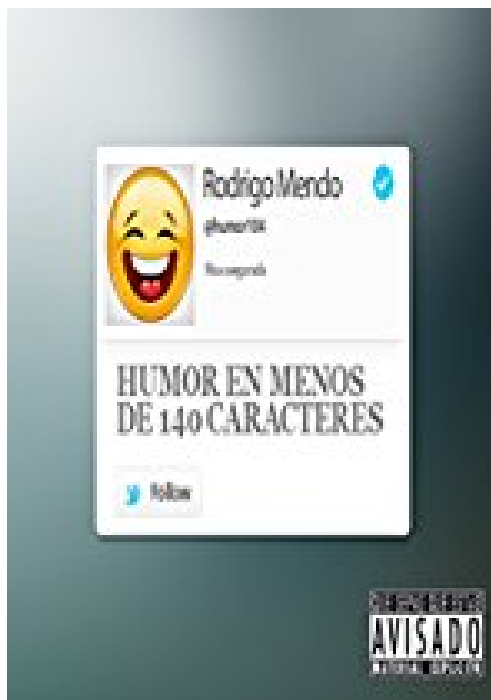 Rodrigo Mendo
HUMOR EN MENOS
DE 140 CARACTERES
Follow
AVISADO